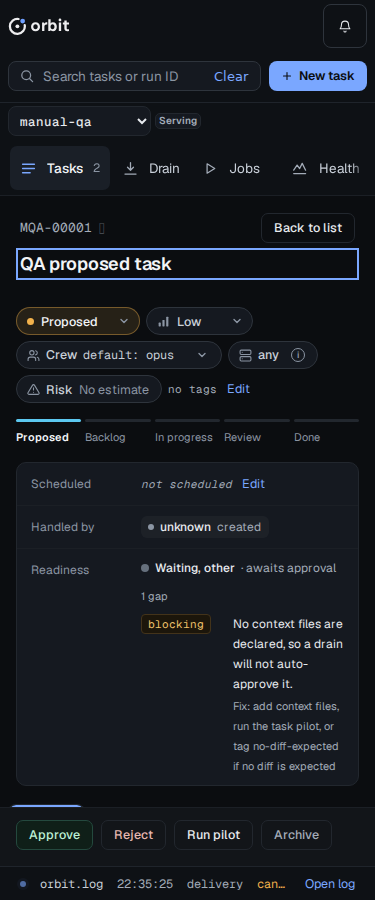 orbit
Search tasks or run ID Clear
+ New task
manual-qa Serving
Tasks 2 Drain Jobs Health
MQA-00001 Back to list
QA proposed task
Proposed Low
Crew default: opus any
Risk No estimate no tags Edit
Proposed Backlog In progress Review Done
Scheduled not scheduled Edit
Handled by unknown created
Readiness Waiting, other · awaits approval
1 gap
blocking No context files are
declared, so a drain
will not auto-
approve it.
Fix: add context files,
run the task pilot, or
tag no-diff-expected
if no diff is expected
Approve Reject Run pilot Archive
orbit.log 22:35:25 delivery can… Open log